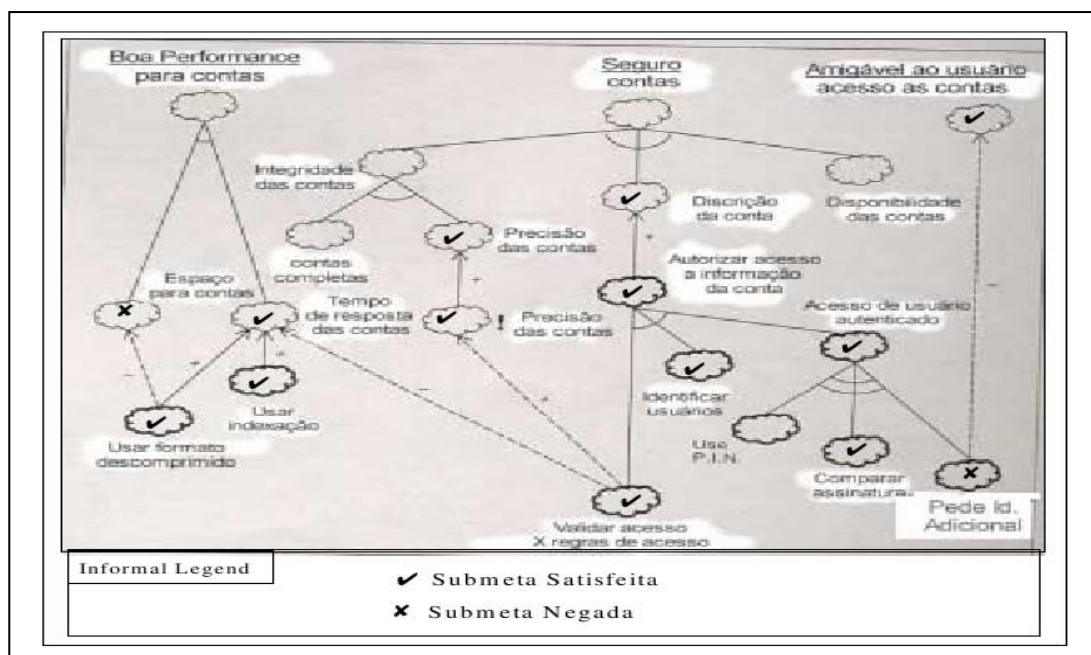 Boa Performance
para contas
Seguro
contas
Amigável ao usuário
acesso as contas
Integridade
das contas
Discrição
da conta
Disponibilidade
das contas
contas
completas
Precisão
das contas
Autorizar acesso
a informação
da conta
Espaço
para contas
Tempo
de resposta
das contas
! Precisão
das contas
Acesso de usuário
autenticado
Usar
indexação
Identificar
usuários
Usar formato
descomprimido
Use
P.I.N.
Comparar
assinatura
Pede Id.
Adicional
Validar acesso
X regras de acesso
Informal Legend
✔ Submeta Satisfeita
✘ Submeta Negada